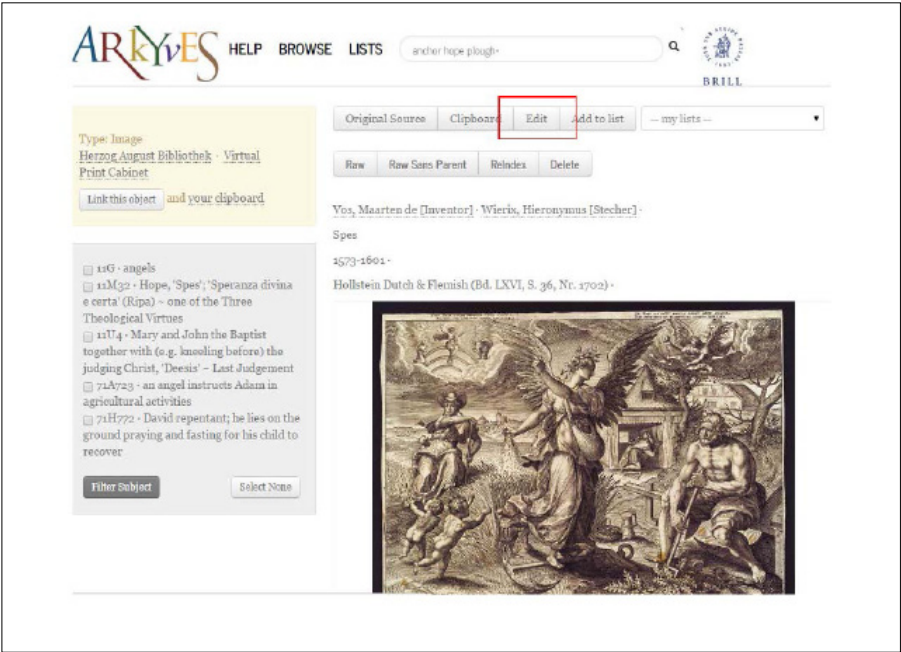 ARKYVES HELP BROWSE LISTS anchor hope plough*
BRILL
Original Source Clipboard Edit Add to list -- my lists --
Type: Image
Herzog August Bibliothek · Virtual
Print Cabinet
Link this object and your clipboard
Raw Raw Sans Parent ReIndex Delete
Vos, Maarten de [Inventor] · Wierix, Hieronymus [Stecher] ·
Spes
1573-1601 ·
Hollstein Dutch & Flemish (Bd. LXVI, S. 36, Nr. 1702) ·
11G · angels
11M32 · Hope, 'Spes'; 'Speranza divina
e certa' (Ripa) ~ one of the Three
Theological Virtues
11U4 · Mary and John the Baptist
together with (e.g. kneeling before) the
judging Christ, 'Deesis' ~ Last Judgement
71A723 · an angel instructs Adam in
agricultural activities
71H772 · David repentant; he lies on the
ground praying and fasting for his child to
recover
Filter Subject Select None